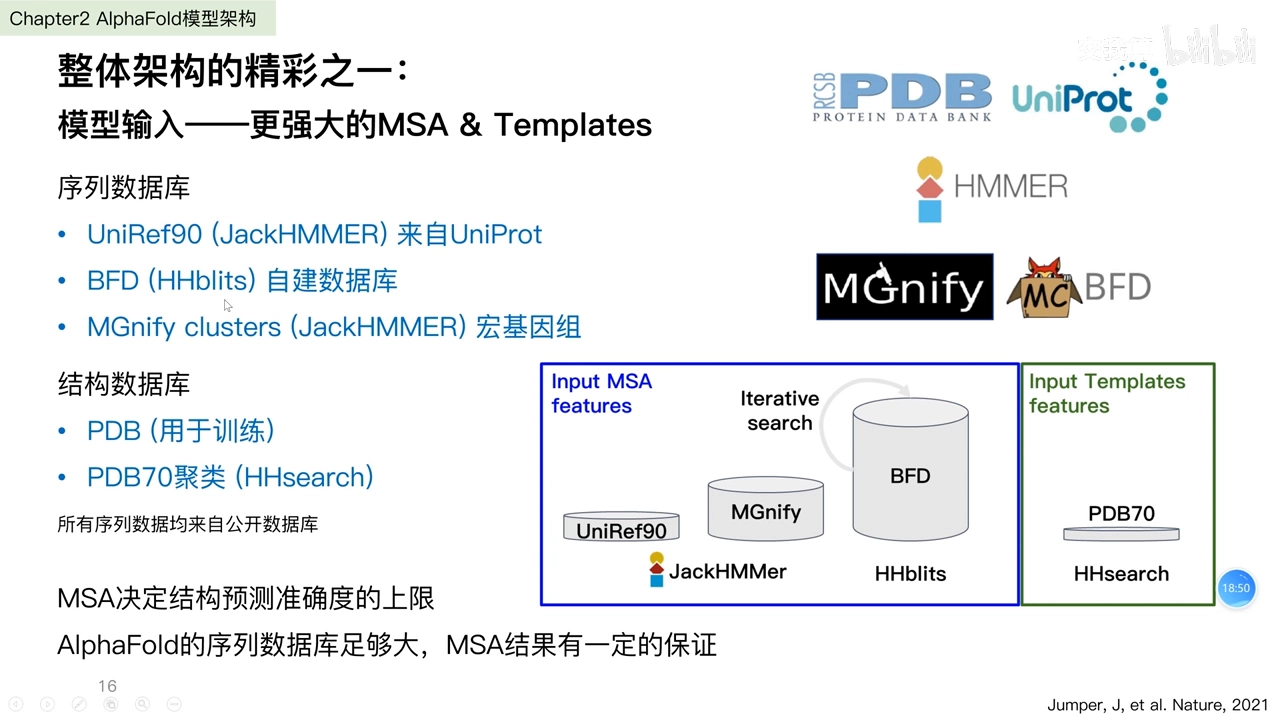 Chapter2 AlphaFold模型架构
整体架构的精彩之一：
模型输入——更强大的MSA & Templates
序列数据库
• UniRef90 (JackHMMER) 来自UniProt
• BFD (HHblits) 自建数据库
• MGnify clusters (JackHMMER) 宏基因组
结构数据库
• PDB (用于训练)
• PDB70聚类 (HHsearch)
所有序列数据均来自公开数据库
MSA决定结构预测准确度的上限
AlphaFold的序列数据库足够大，MSA结果有一定的保证
16
RCSB
PDB
PROTEIN DATA BANK
UniProt
HMMER
MGnify
MC
BFD
Input MSA
features
Iterative
search
UniRef90
MGnify
BFD
JackHMMer
HHblits
Input Templates
features
PDB70
HHsearch
18:50
Jumper, J, et al. Nature, 2021
bilibili